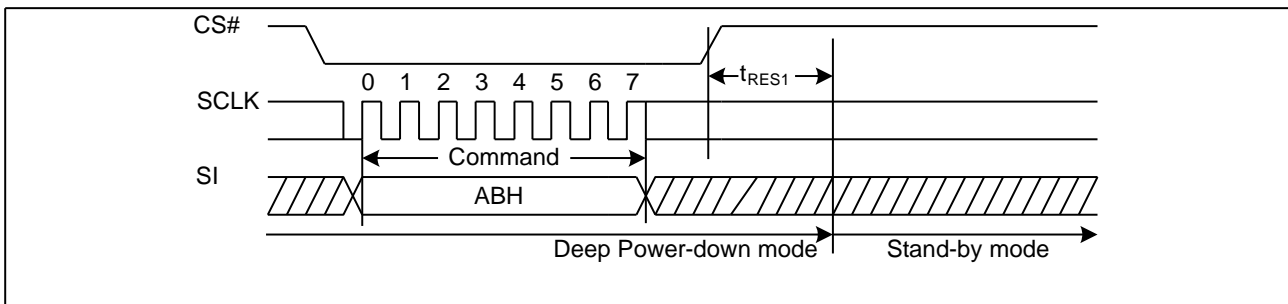 CS#
tRES1
0 1 2 3 4 5 6 7
SCLK
Command
SI
ABH
Deep Power-down mode Stand-by mode